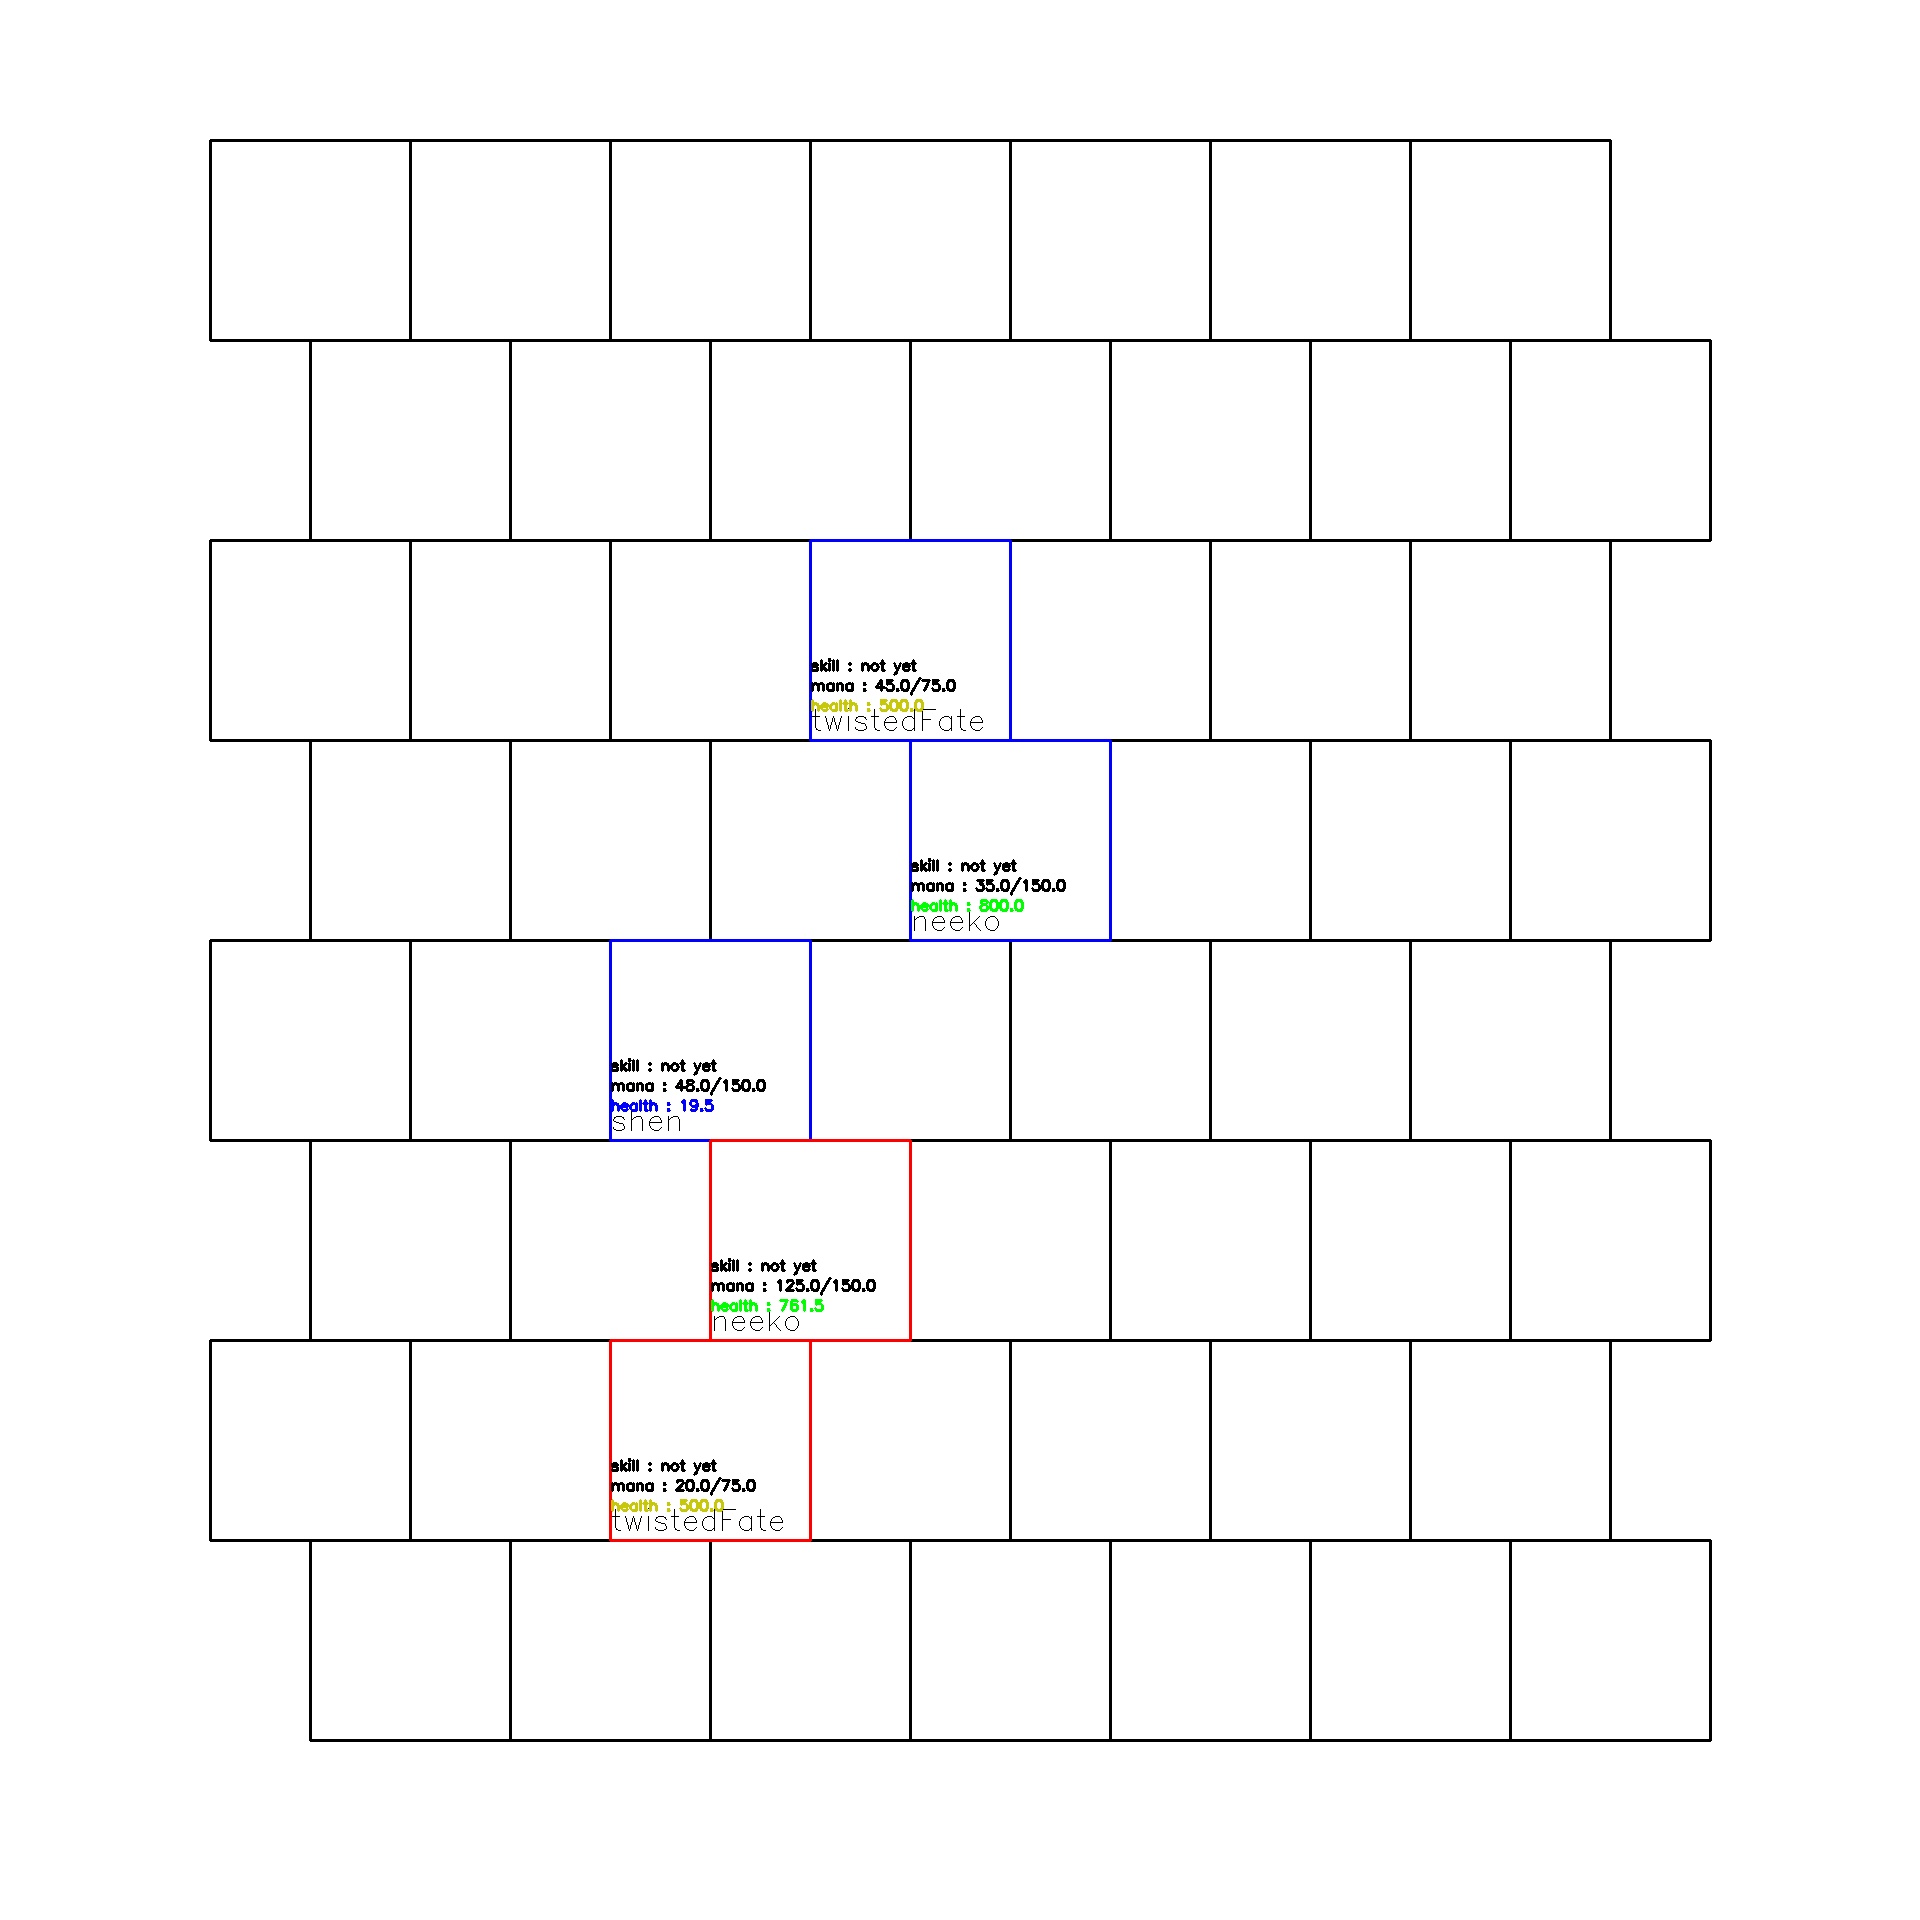 skill : not yet
mana : 45.0/75.0
health : 500.0
twistedFate
skill : not yet
mana : 35.0/150.0
health : 800.0
neeko
skill : not yet
mana : 48.0/150.0
health : 19.5
shen
skill : not yet
mana : 125.0/150.0
health : 761.5
neeko
skill : not yet
mana : 20.0/75.0
health : 500.0
twistedFate